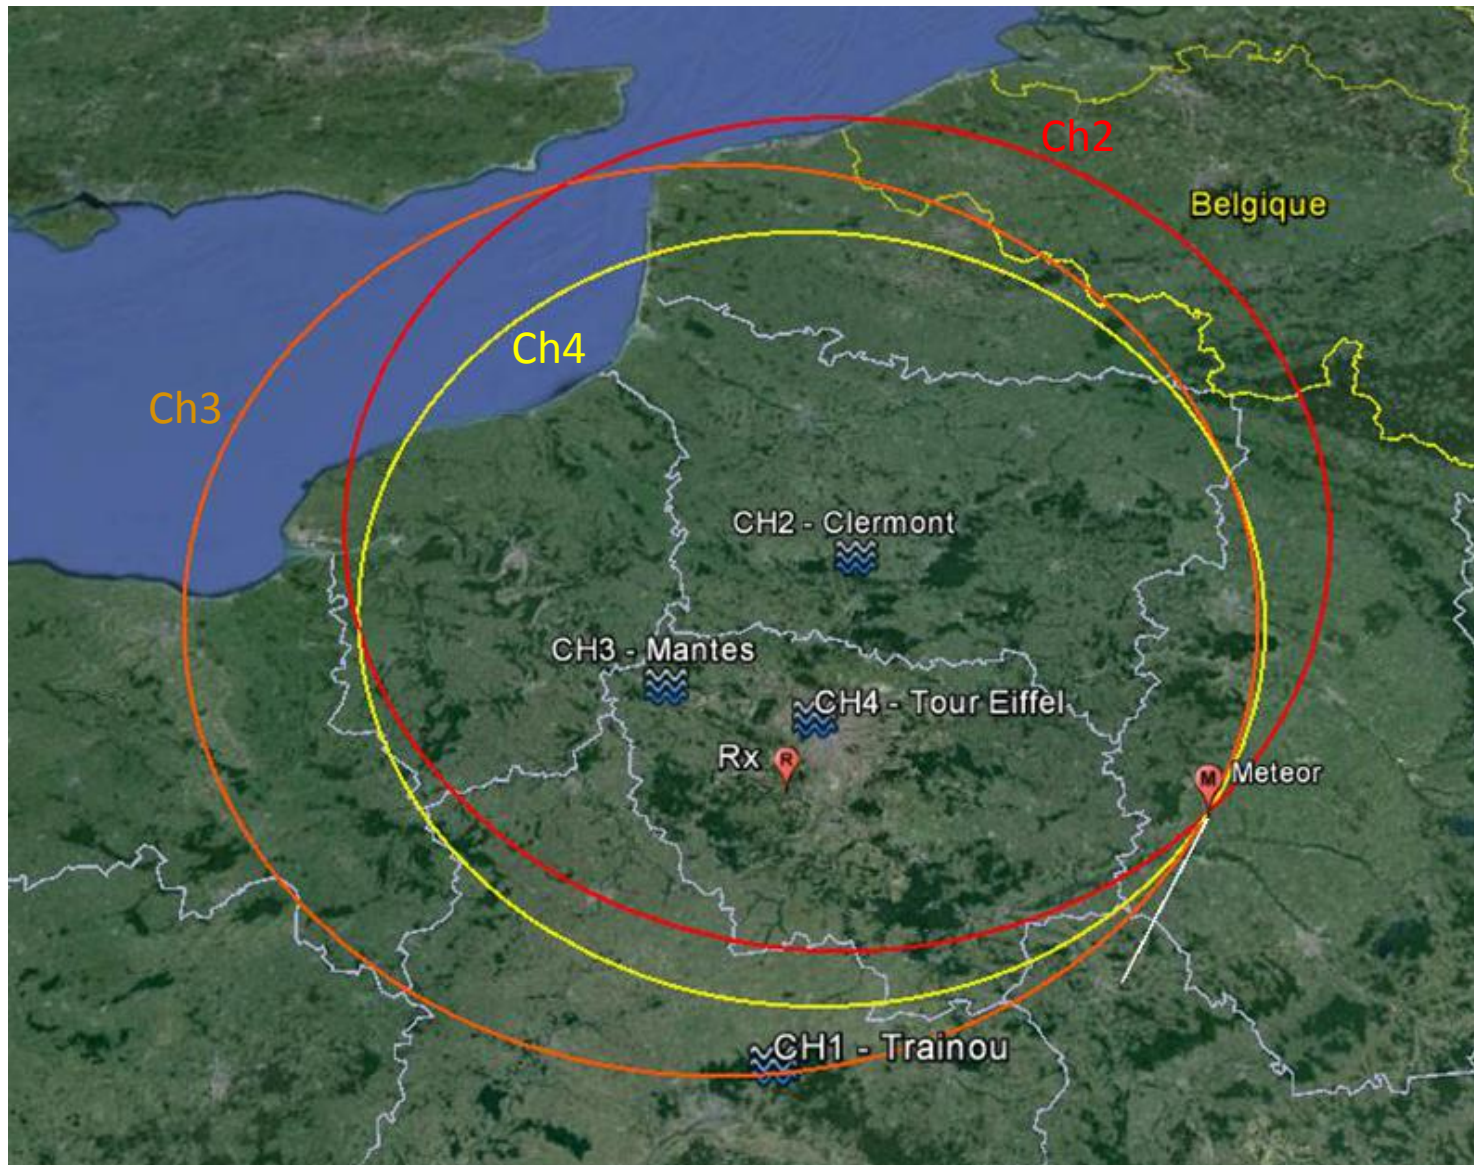 Ch2
Belgique
Ch4
Ch3
CH2 - Clermont
CH3 - Mantes
CH4 - Tour Eiffel
Rx
R
M
Meteor
CH1 - Trainou